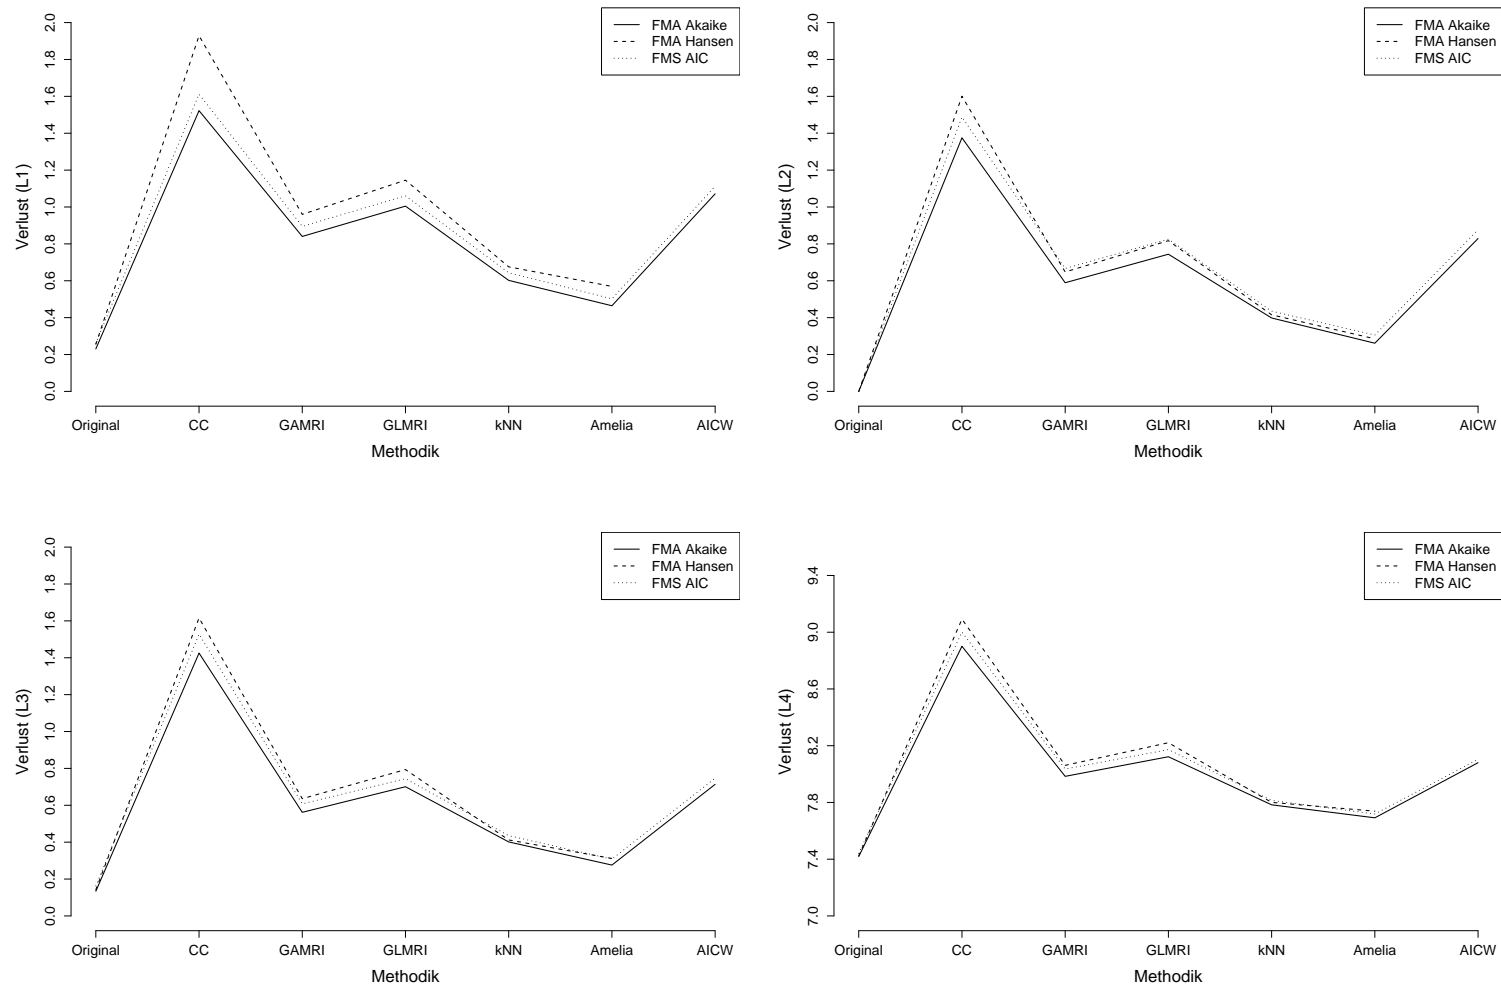 FMA Akaike
FMA Hansen
FMS AIC
Verlust (L1)
0.0 0.2 0.4 0.6 0.8 1.0 1.2 1.4 1.6 1.8 2.0
Original CC GAMRI GLMRI kNN Amelia AICW
Methodik
FMA Akaike
FMA Hansen
FMS AIC
Verlust (L2)
0.0 0.2 0.4 0.6 0.8 1.0 1.2 1.4 1.6 1.8 2.0
Original CC GAMRI GLMRI kNN Amelia AICW
Methodik
FMA Akaike
FMA Hansen
FMS AIC
Verlust (L3)
0.0 0.2 0.4 0.6 0.8 1.0 1.2 1.4 1.6 1.8 2.0
Original CC GAMRI GLMRI kNN Amelia AICW
Methodik
FMA Akaike
FMA Hansen
FMS AIC
Verlust (L4)
7.0 7.4 7.8 8.2 8.6 9.0 9.4
Original CC GAMRI GLMRI kNN Amelia AICW
Methodik